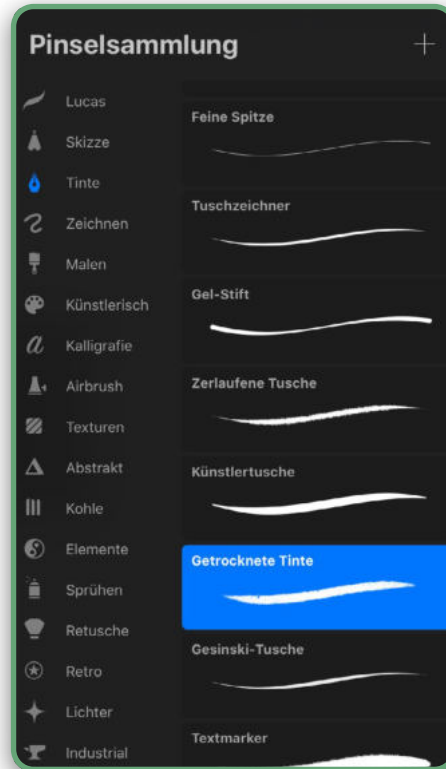 Pinselsammlung
Lucas
Skizze
Tinte
Zeichnen
Malen
Künstlerisch
Kalligrafie
Airbrush
Texturen
Abstrakt
Kohle
Elemente
Sprühen
Retusche
Retro
Lichter
Industrial
Feine Spitze
Tuschzeichner
Gel-Stift
Zerlaufene Tusche
Künstlertusche
Getrocknete Tinte
Gesinski-Tusche
Textmarker